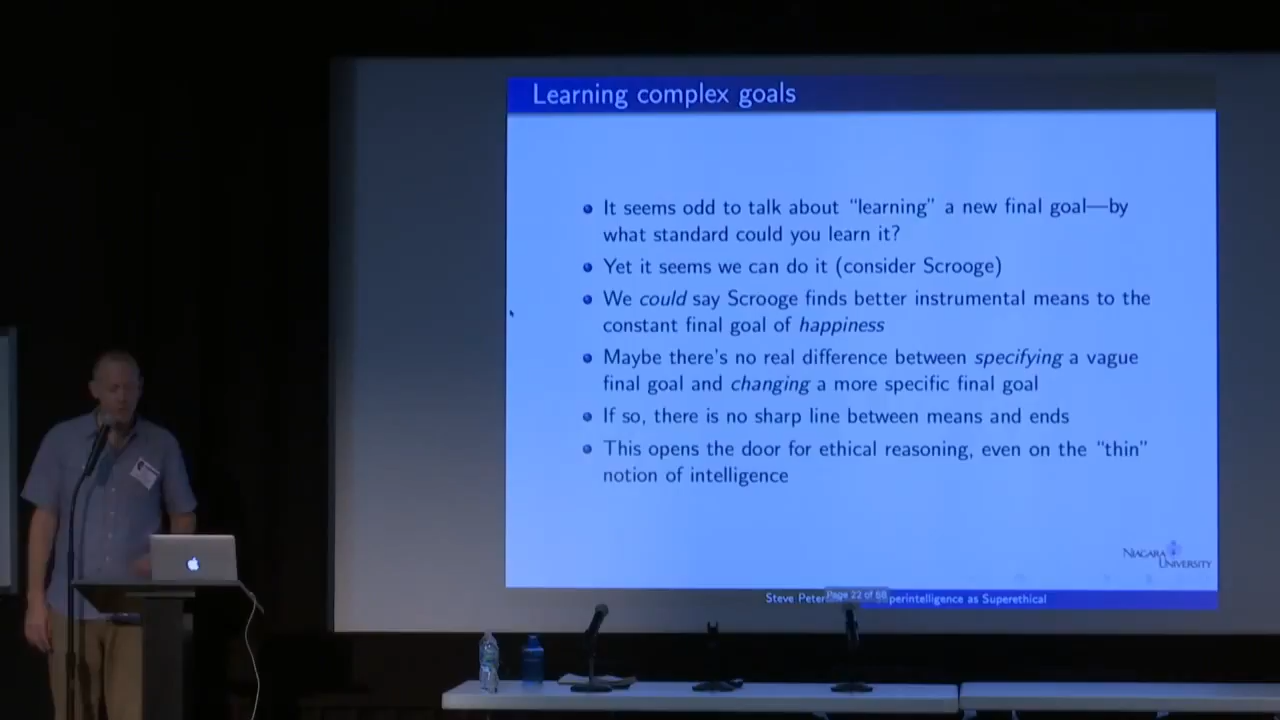 Learning complex goals
It seems odd to talk about “learning” a new final goal—by
what standard could you learn it?
Yet it seems we can do it (consider Scrooge)
We could say Scrooge finds better instrumental means to the
constant final goal of happiness
Maybe there's no real difference between specifying a vague
final goal and changing a more specific final goal
If so, there is no sharp line between means and ends
This opens the door for ethical reasoning, even on the “thin”
notion of intelligence
NIAGARA
UNIVERSITY
Steve Peter Page 22 of 68 perintelligence as Superethical